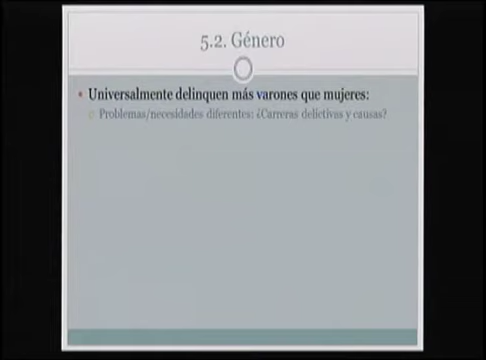 5.2. Género
Universalmente delinquen más varones que mujeres:
Problemas/necesidades diferentes: ¿Carreras delictivas y causas?